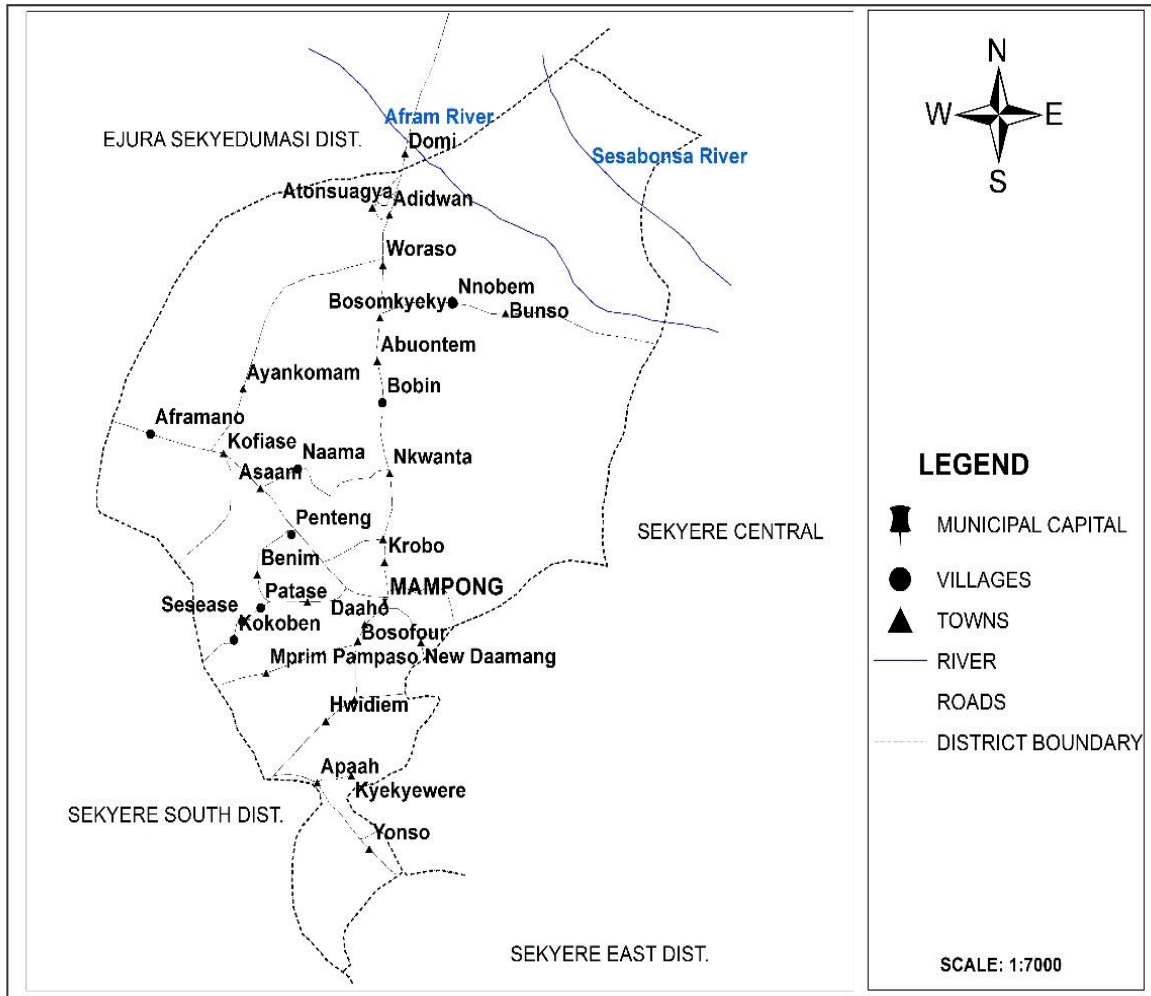 Afram River
EJURA SEKYEDUMASI DIST.
Domi
Sesabonsa River
Atonsuagya
Adidwan
Woraso
Nnobem
Bosomkyeky
Bunso
Abuontem
Ayankomam
Bobin
Aframano
Kofiase
Naama
Nkwanta
Asaam
Penteng
SEKYERE CENTRAL
Krobo
Benim
MAMPONG
Patase
Sesease
Daaho
Kokoben
Bosofour
Mprim Pampaso
New Daamang
Hwidiem
Apaah
Kyekyewere
SEKYERE SOUTH DIST.
Yonso
SEKYERE EAST DIST.
N
W
E
S
LEGEND
MUNICIPAL CAPITAL
VILLAGES
TOWNS
RIVER
ROADS
DISTRICT BOUNDARY
SCALE: 1:7000